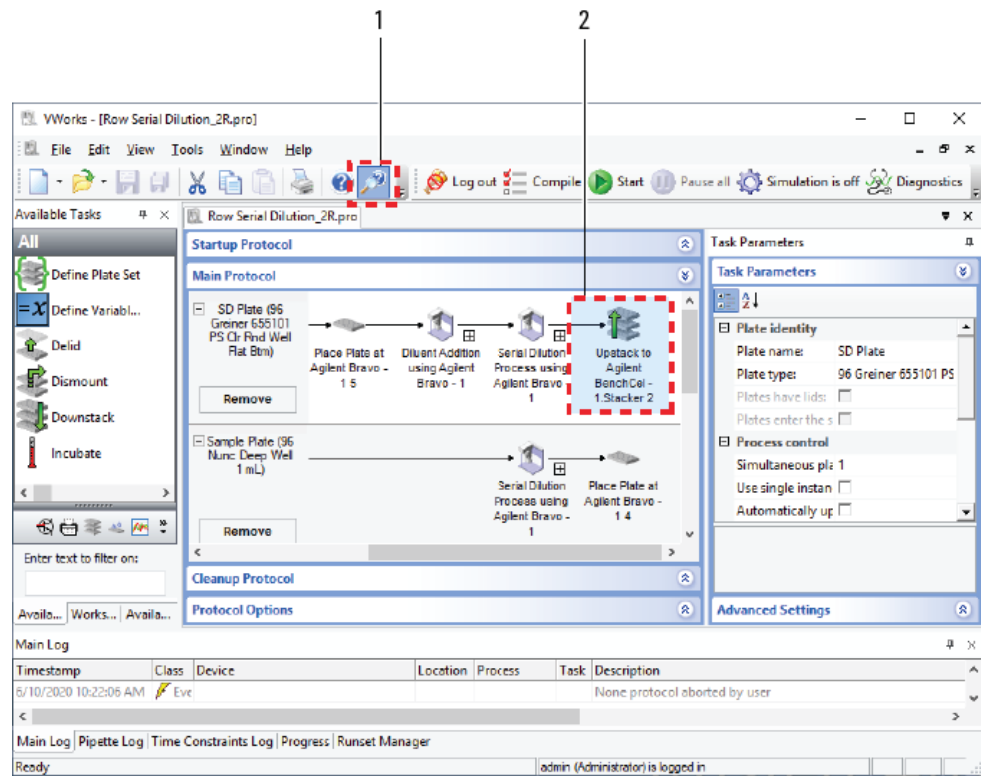 1
2
VWorks - [Row Serial Dilution_2R.pro]
File Edit View Tools Window Help
Log out Compile Start Pause all Simulation is off Diagnostics
Available Tasks
Row Serial Dilution_2R.pro
Task Parameters
All
Define Plate Set
Define Variabl...
Delid
Dismount
Downstack
Incubate
Enter text to filter on:
Availa... Works... Availa...
Startup Protocol
Main Protocol
SD Plate (96
Greiner 655101
PS Clr Rnd Well
Flat Btm)
Remove
Place Plate at
Agilent Bravo -
1 5
Diluent Addition
using Agilent
Bravo - 1
Serial Dilution
Process using
Agilent Bravo
1
Upstack to
Agilent
BenchCel -
1.Stacker 2
Sample Plate (96
Nunc Deep Well
1 mL)
Remove
Serial Dilution
Process using
Agilent Bravo -
1
Place Plate at
Agilent Bravo -
1 4
Cleanup Protocol
Protocol Options
Task Parameters
Plate identity
Plate name: SD Plate
Plate type: 96 Greiner 655101 PS
Plates have lids:
Plates enter the s
Process control
Simultaneous pla 1
Use single instan
Automatically up
Advanced Settings
Main Log
Timestamp Class Device Location Process Task Description
6/10/2020 10:22:06 AM Eve None protocol aborted by user
Main Log Pipette Log Time Constraints Log Progress Runset Manager
Ready admin (Administrator) is logged in